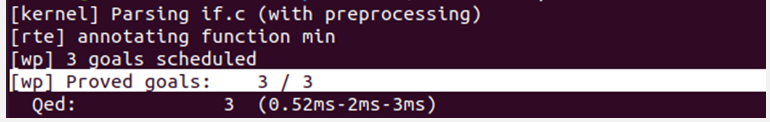 [kernel] Parsing if.c (with preprocessing)
[rte] annotating function min
[wp] 3 goals scheduled
[wp] Proved goals:    3 / 3
  Qed:             3  (0.52ms-2ms-3ms)